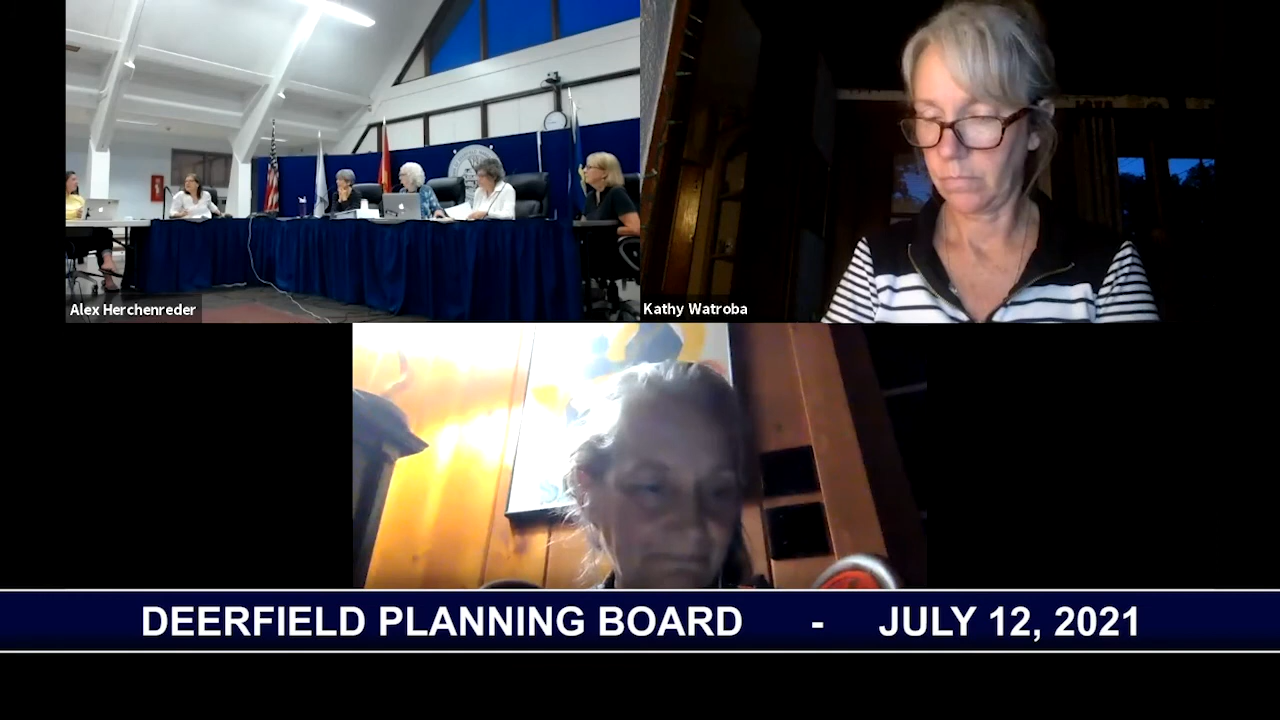 Alex Herchenreder
Kathy Watroba
DEERFIELD PLANNING BOARD - JULY 12, 2021